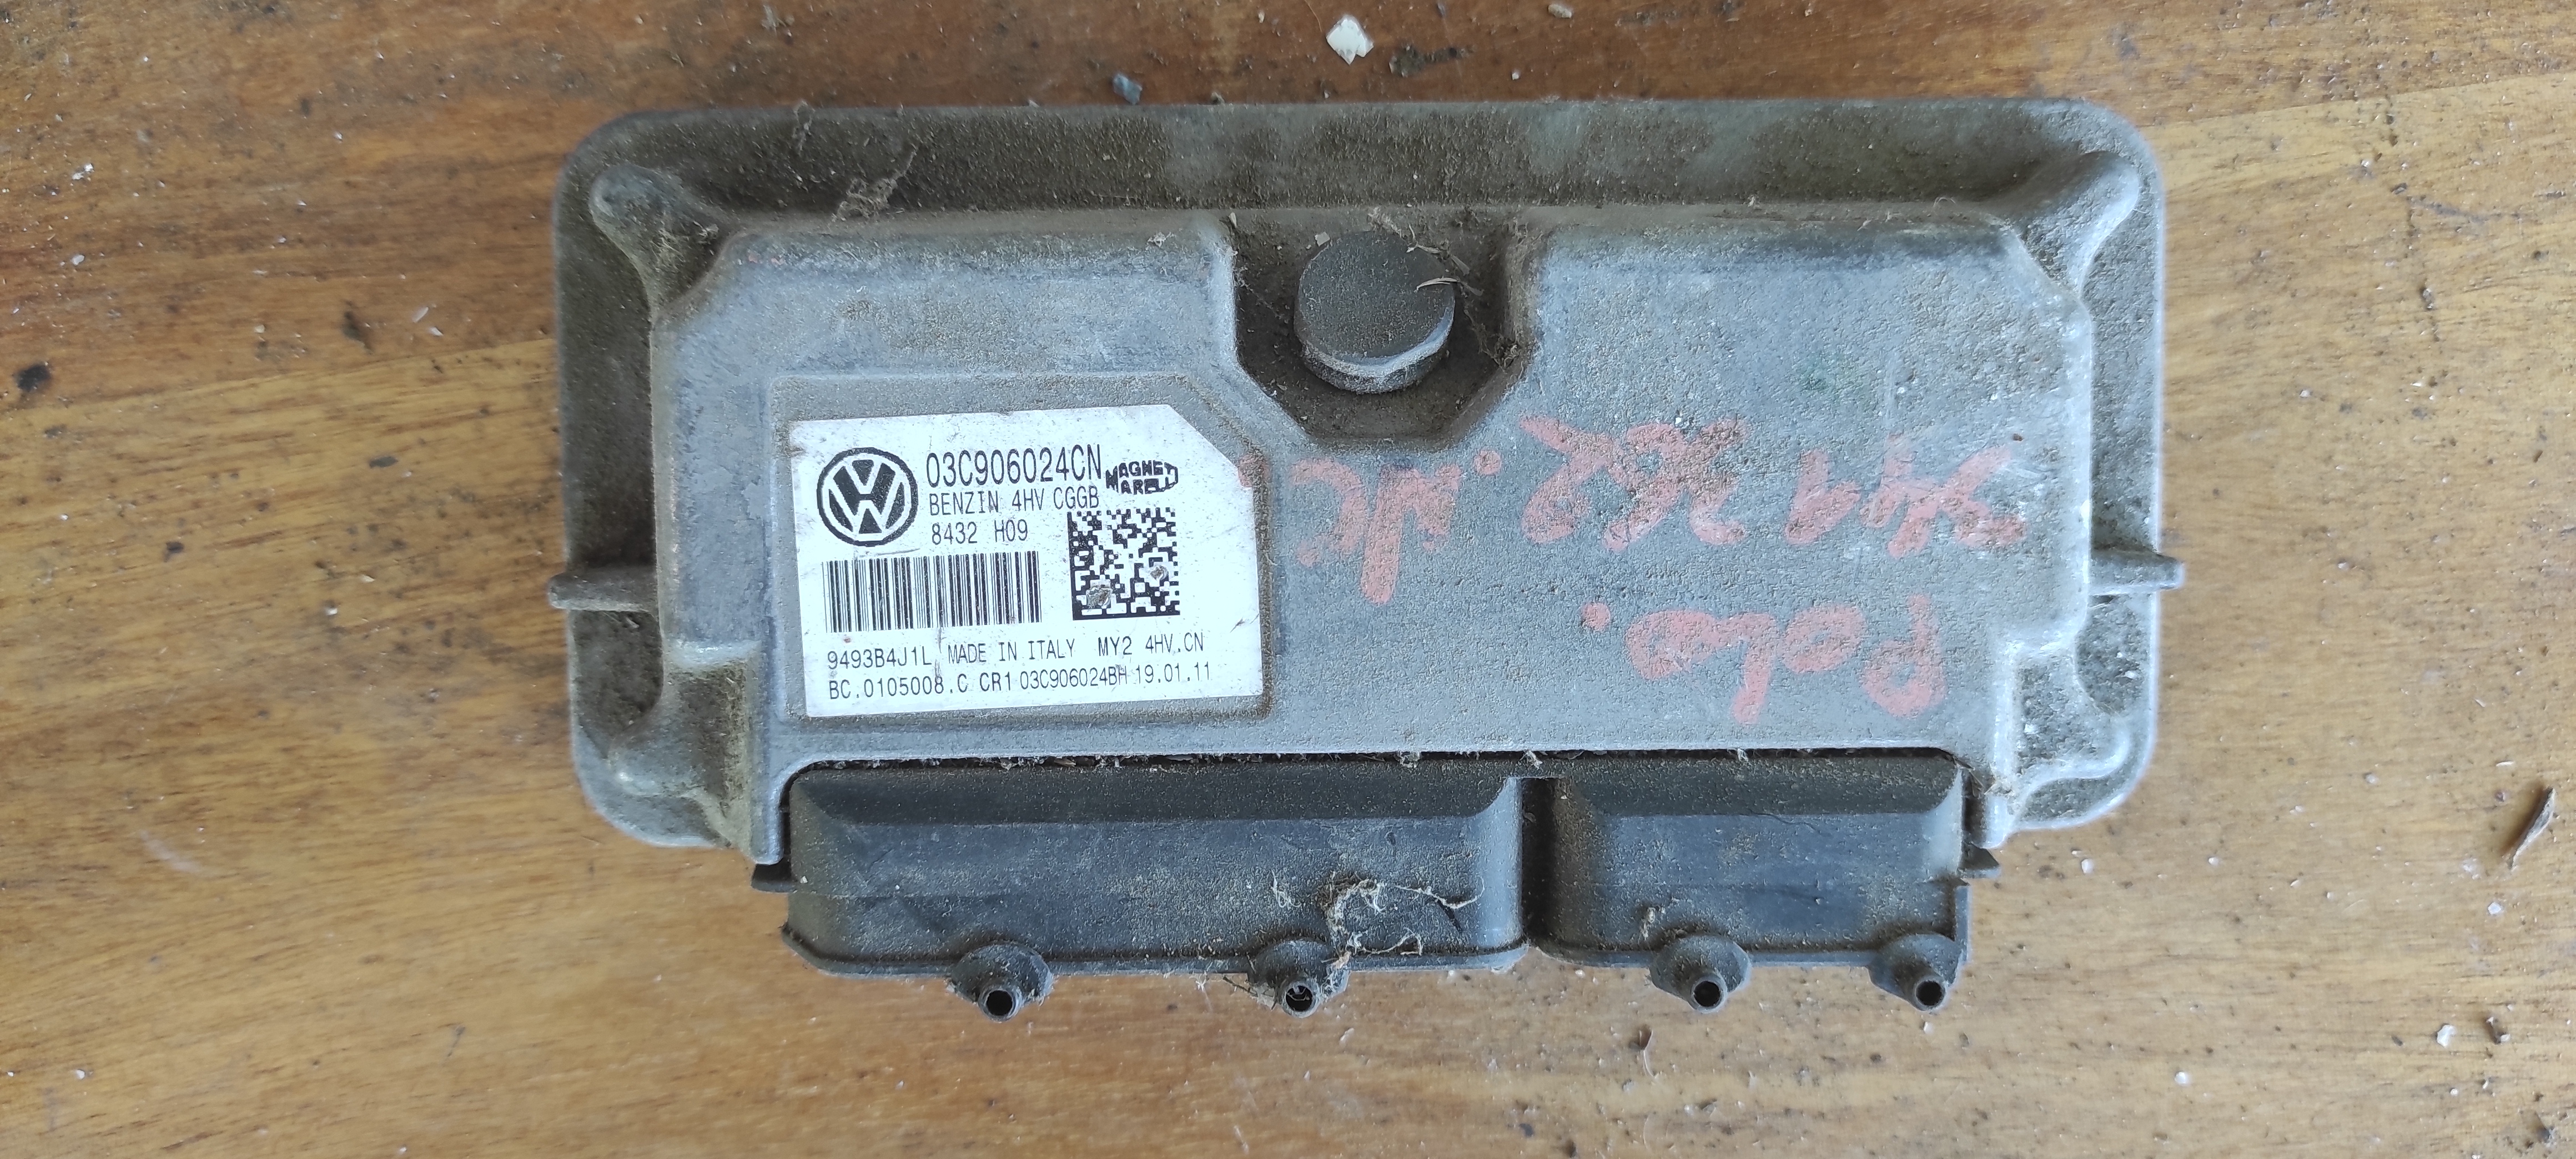 03C906024CN
MAGNETI
MARELLI
BENZIN 4HV CGGB
8432 H09
9493B4J1L MADE IN ITALY MY2 4HV.CN
BC.0105008.C CR1 03C906024BH 19.01.11
Polo.